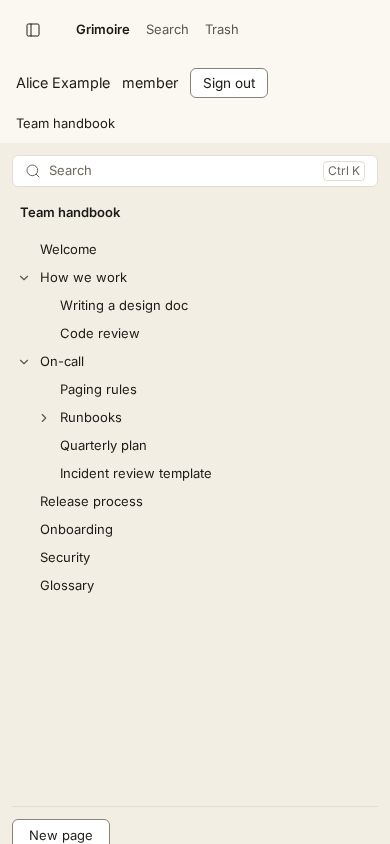 Grimoire Search Trash
Alice Example member Sign out
Team handbook
Search Ctrl K
Team handbook
Welcome
How we work
Writing a design doc
Code review
On-call
Paging rules
Runbooks
Quarterly plan
Incident review template
Release process
Onboarding
Security
Glossary
New page